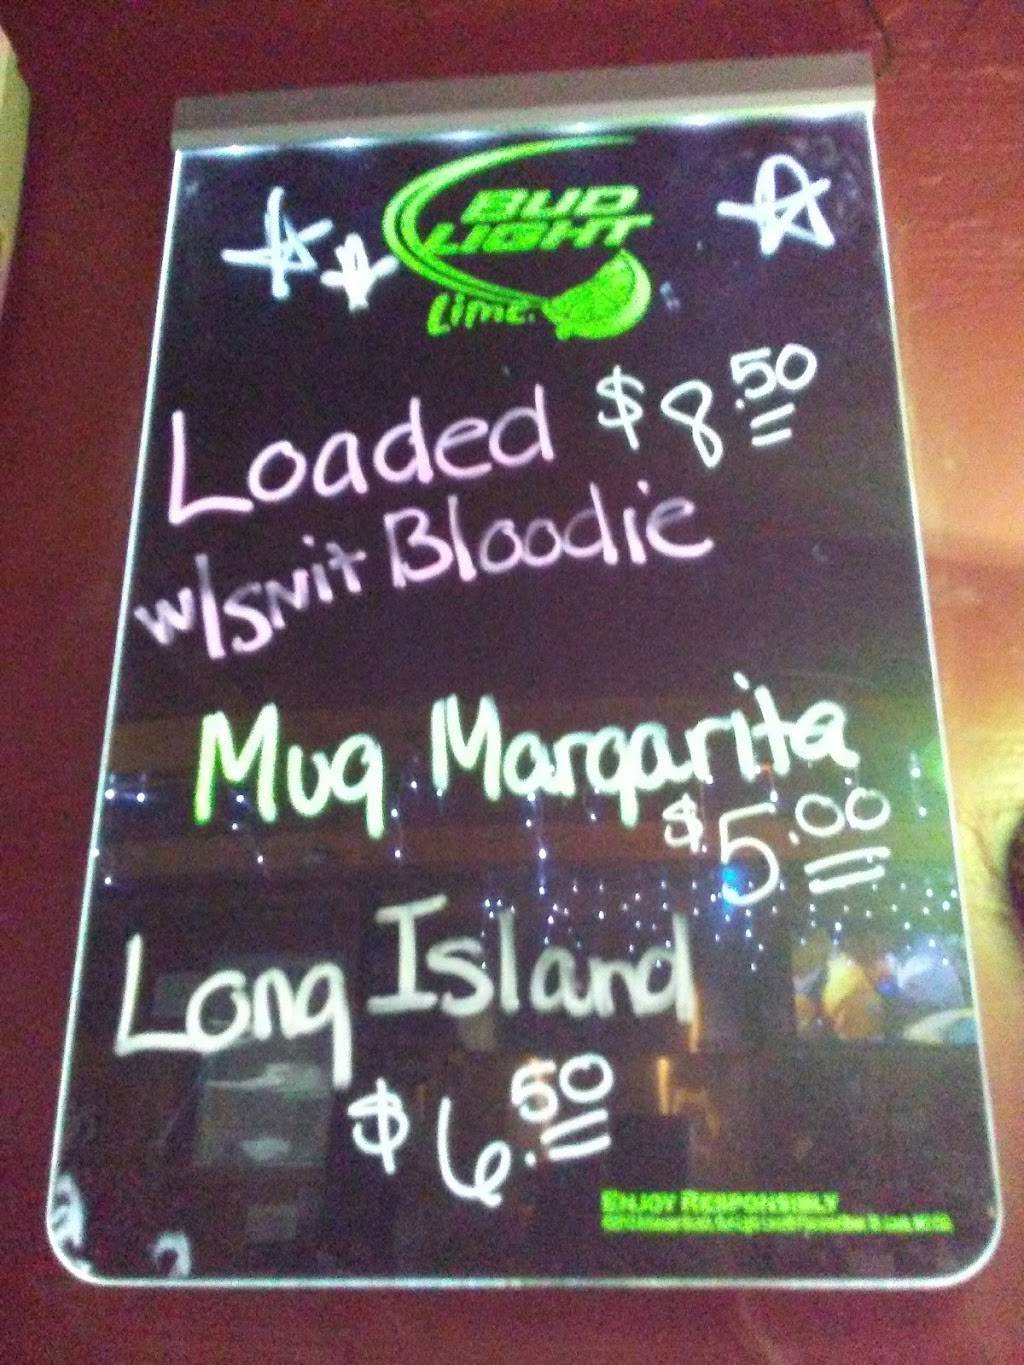 BUD
LIGHT
Lime.
Loaded $8.50
w/snit Bloodie
Mug Margarita
$5.00
Long Island
$6.50
ENJOY RESPONSIBLY